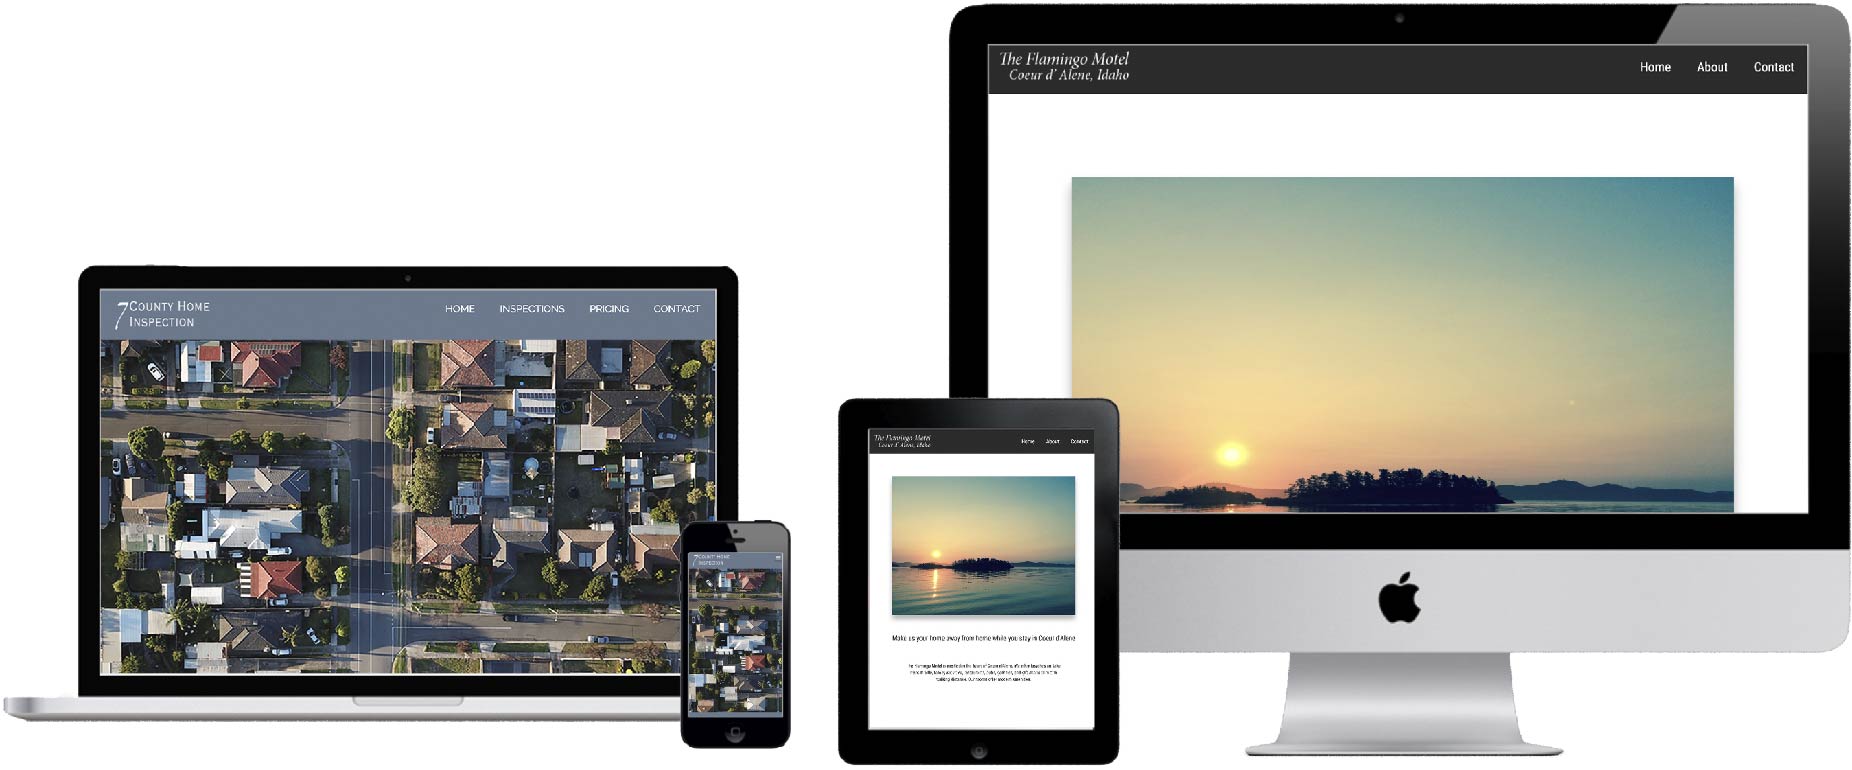 7 COUNTY HOME
INSPECTION
HOME INSPECTIONS PRICING CONTACT
COUNTY HOME
INSPECTION
The Flamingo Motel
Coeur d' Alene, Idaho
Home About Contact
Make us your home away from home while you stay in Coeur d'Alene
The Flamingo Motel
Coeur d' Alene, Idaho
Home About Contact